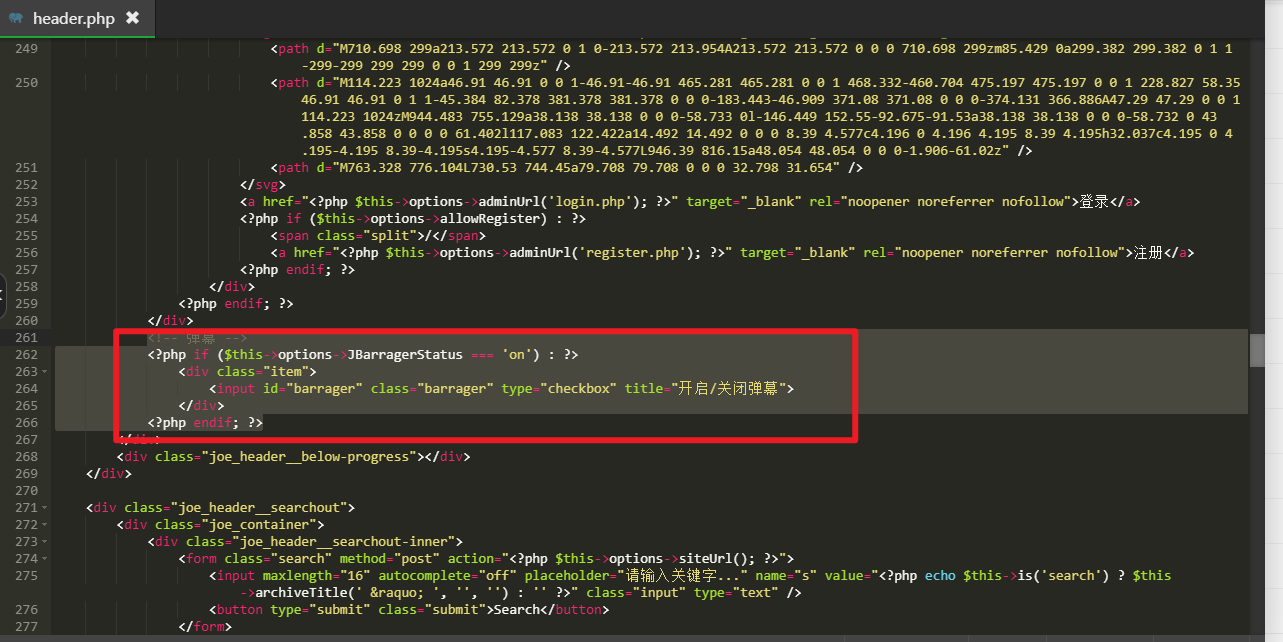 header.php
249 <path d="M710.698 299a213.572 213.572 0 1 0-213.572 213.954A213.572 213.572 0 0 0 710.698 299zm85.429 0a299.382 299.382 0 1 1
-299-299 299 299 0 0 1 299 299z" />
250 <path d="M114.223 1024a46.91 46.91 0 0 1-46.91-46.91 465.281 465.281 0 0 1 468.332-460.704 475.197 475.197 0 0 1 228.827 58.35
46.91 46.91 0 1 1-45.384 82.378 381.378 381.378 0 0 0-183.443-46.909 371.08 371.08 0 0 0-374.131 366.886A47.29 47.29 0 0 1
114.223 1024zM944.483 755.129a38.138 38.138 0 0 0-58.733 0l-146.449 152.55-92.675-91.53a38.138 38.138 0 0 0-58.732 0 43
.858 43.858 0 0 0 0 61.402l117.083 122.422a14.492 14.492 0 0 0 8.39 4.577c4.196 0 4.196 4.195 8.39 4.195h32.037c4.195 0 4
.195-4.195 8.39-4.195s4.195-4.577 8.39-4.577L946.39 816.15a48.054 48.054 0 0 0-1.906-61.02z" />
251 <path d="M763.328 776.104L730.53 744.45a79.708 79.708 0 0 0 32.798 31.654" />
252 </svg>
253 <a href="<?php $this->options->adminUrl('login.php'); ?>" target="_blank" rel="noopener noreferrer nofollow">登录</a>
254 <?php if ($this->options->allowRegister) : ?>
255 <span class="split">/</span>
256 <a href="<?php $this->options->adminUrl('register.php'); ?>" target="_blank" rel="noopener noreferrer nofollow">注册</a>
257 <?php endif; ?>
258 </div>
259 <?php endif; ?>
260 </div>
261 <!-- 弹幕 -->
262 <?php if ($this->options->JBarragerStatus === 'on') : ?>
263 <div class="item">
264 <input id="barrager" class="barrager" type="checkbox" title="开启/关闭弹幕">
265 </div>
266 <?php endif; ?>
267 </div>
268 <div class="joe_header__below-progress"></div>
269 </div>
270
271 <div class="joe_header__searchout">
272 <div class="joe_container">
273 <div class="joe_header__searchout-inner">
274 <form class="search" method="post" action="<?php $this->options->siteUrl(); ?>">
275 <input maxlength="16" autocomplete="off" placeholder="请输入关键字..." name="s" value="<?php echo $this->is('search') ? $this
->archiveTitle(' &raquo; ', '', '') : '' ?>" class="input" type="text" />
276 <button type="submit" class="submit">Search</button>
277 </form>